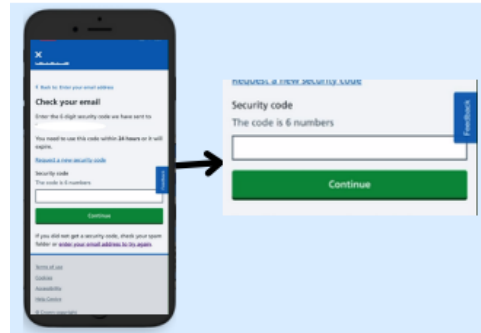 Back to: Enter your email address
Check your email
Enter the 6 digit security code we have sent to
You need to use this code within 24 hours or it will
expire.
Request a new security code
Security code
The code is 6 numbers
Feedback
Continue
If you did not get a security code, check your spam
folder or enter your email address to try again.
Terms of use
Cookies
Accessibility
Help Centre
© Crown copyright
Request a new security code
Security code
The code is 6 numbers
Feedback
Continue